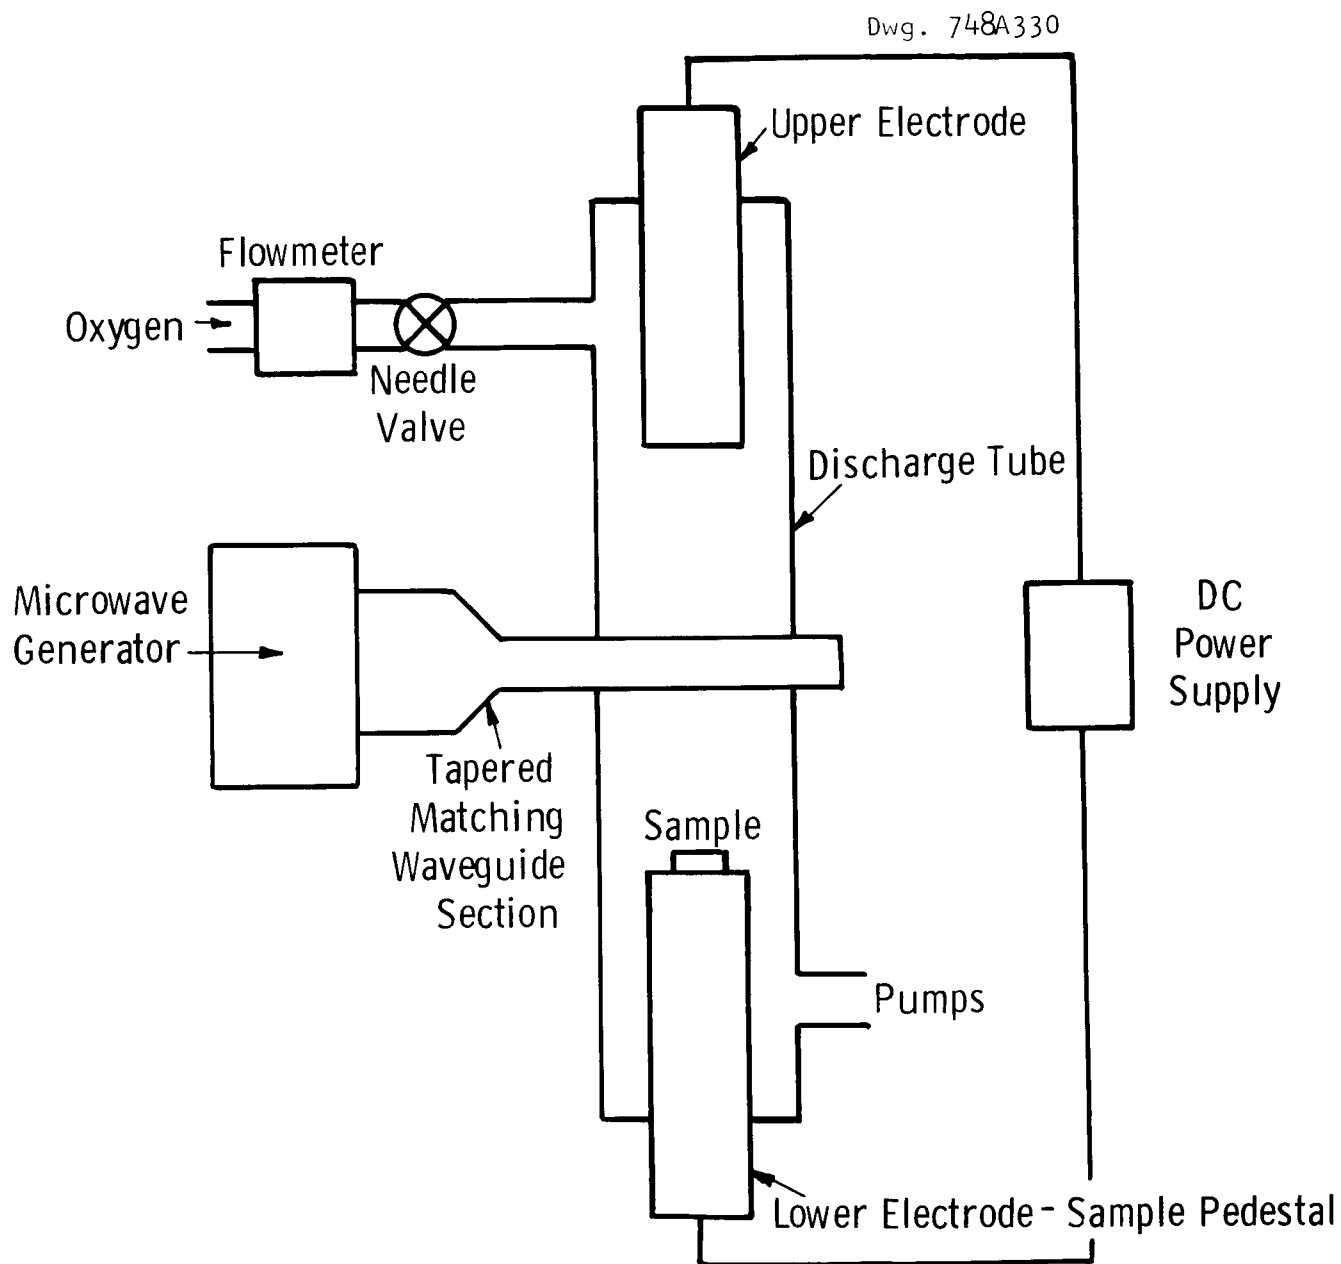 Dwg. 748A330
Upper Electrode
Flowmeter
Oxygen
Needle
Valve
Discharge Tube
Microwave
Generator
DC
Power
Supply
Tapered
Matching
Waveguide
Section
Sample
Pumps
Lower Electrode - Sample Pedestal